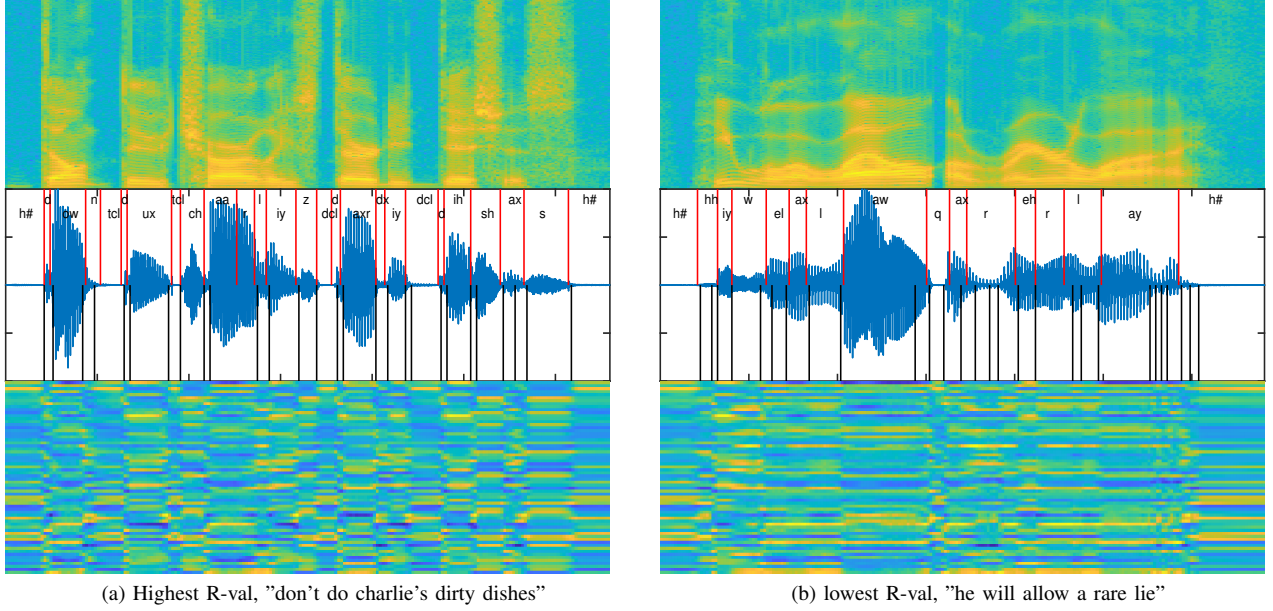 d n d tcl aa l z d dx dcl ih ax h#
h# ow tcl ux ch r iy dcl axr iy d sh s
hh w ax aw ax eh l h#
h# iy el l q r r ay
(a) Highest R-val, ”don’t do charlie’s dirty dishes”
(b) lowest R-val, ”he will allow a rare lie”